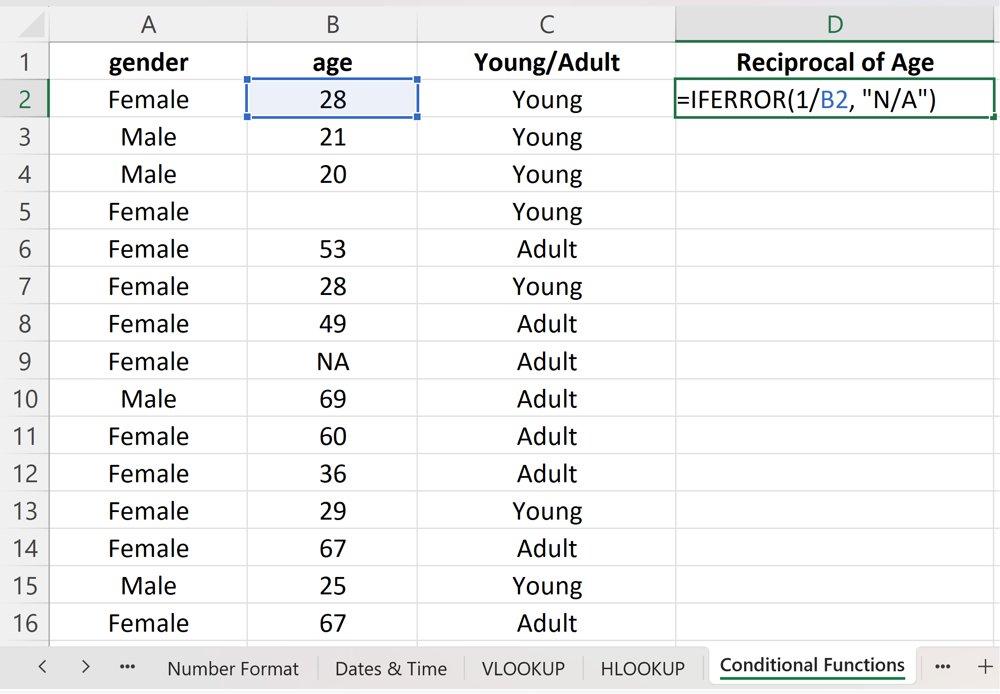 A B C D
1 gender age Young/Adult Reciprocal of Age
2 Female 28 Young =IFERROR(1/B2, "N/A")
3 Male 21 Young
4 Male 20 Young
5 Female Young
6 Female 53 Adult
7 Female 28 Young
8 Female 49 Adult
9 Female NA Adult
10 Male 69 Adult
11 Female 60 Adult
12 Female 36 Adult
13 Female 29 Young
14 Female 67 Adult
15 Male 25 Young
16 Female 67 Adult
Number Format Dates & Time VLOOKUP HLOOKUP Conditional Functions